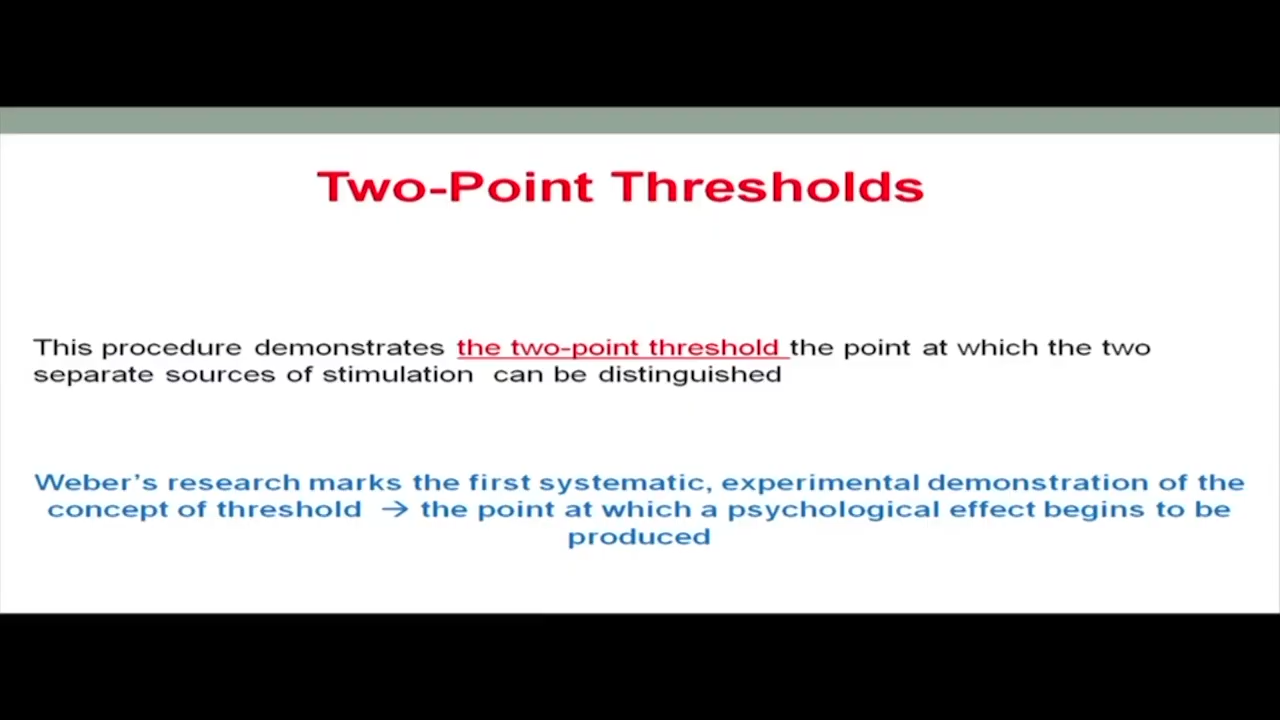 Two-Point Thresholds
This procedure demonstrates the two-point threshold the point at which the two
separate sources of stimulation can be distinguished
Weber's research marks the first systematic, experimental demonstration of the
concept of threshold → the point at which a psychological effect begins to be
produced